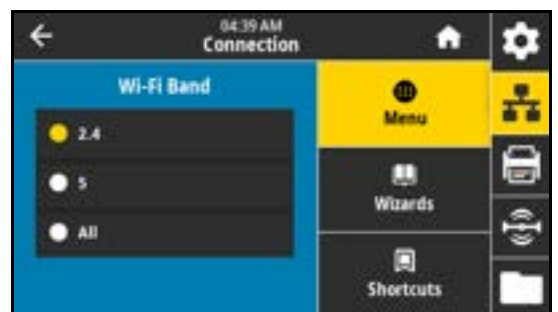 04:39 AM
Connection
Wi-Fi Band
2.4
5
All
Menu
Wizards
Shortcuts